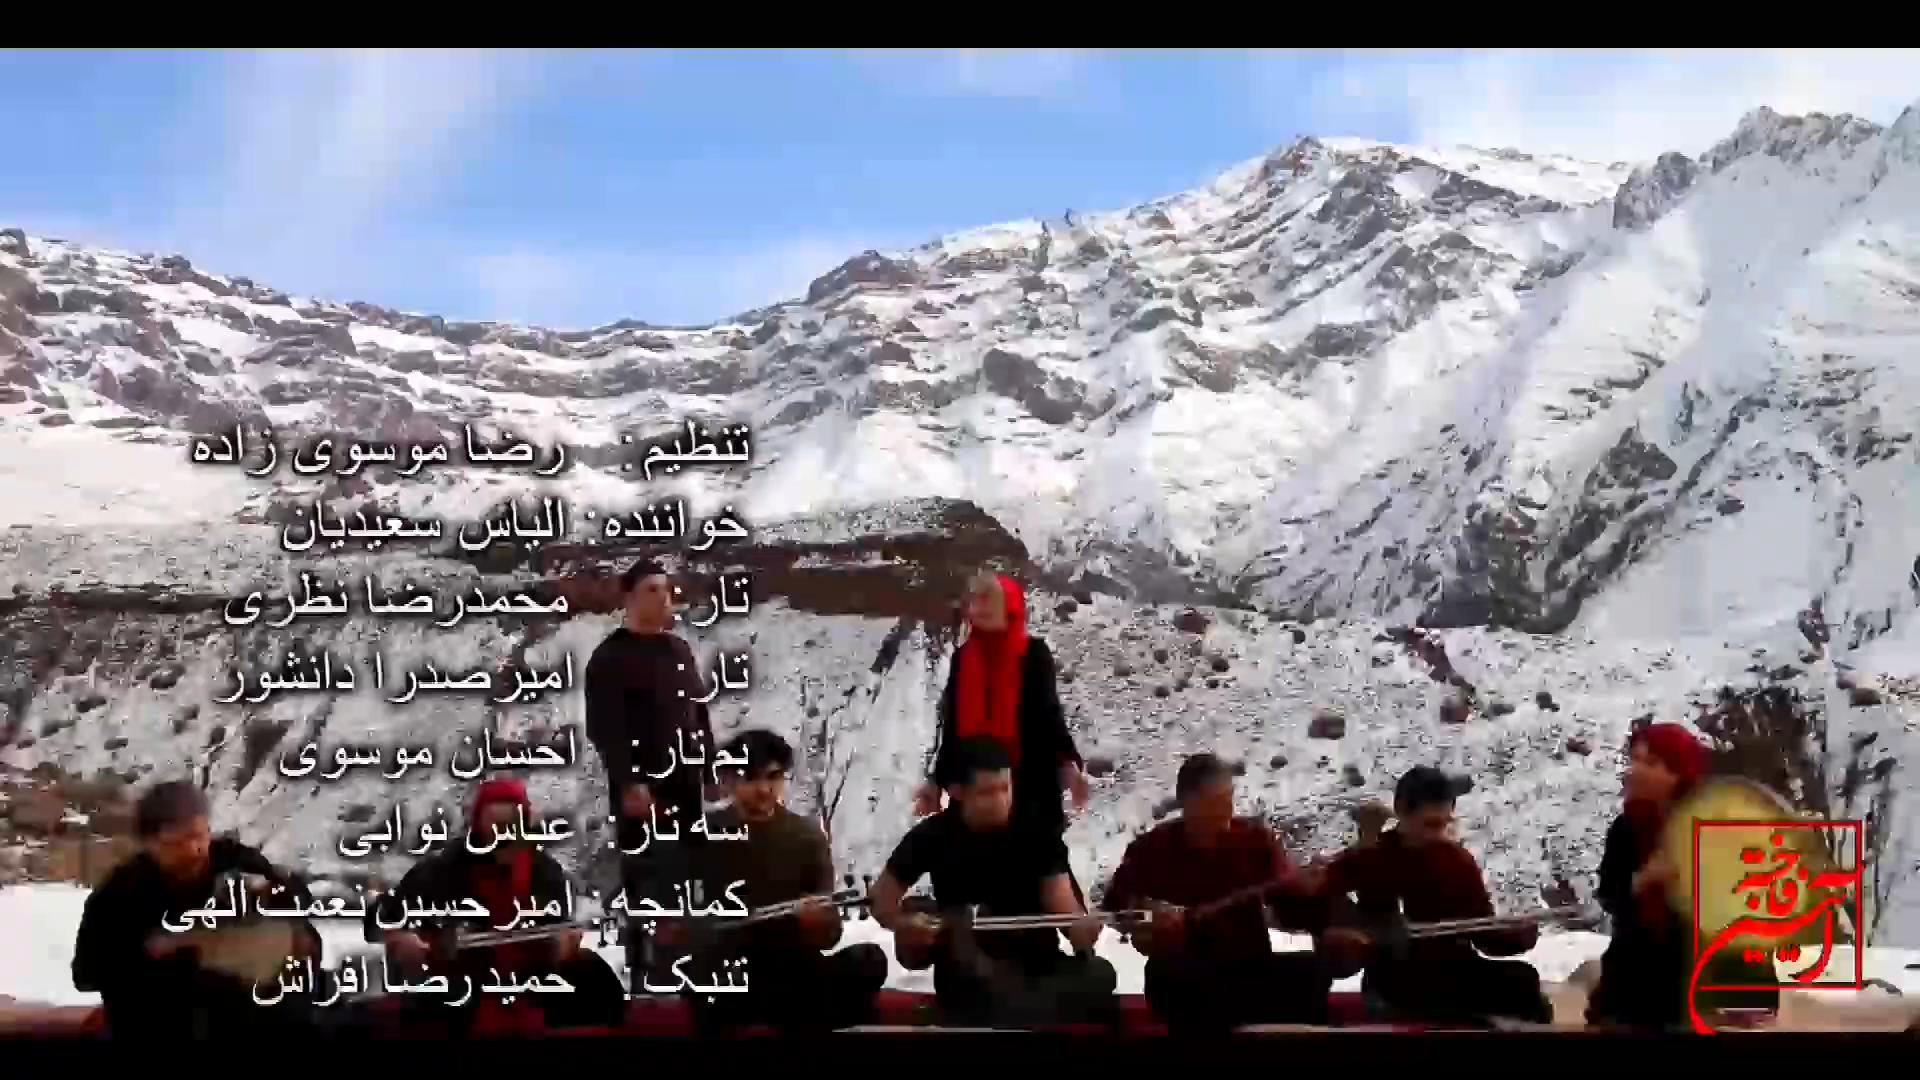 تنظیم: رضا موسوی زاده
خواننده: الیاس سعیدیان
تار: محمدرضا نظری
تار: امیرصدرا دانشور
بم‌تار: احسان موسوی
سه تار: عباس نوابی
کمانچه: امیرحسین نعمت‌الهی
تنبک: حمیدرضا افراش